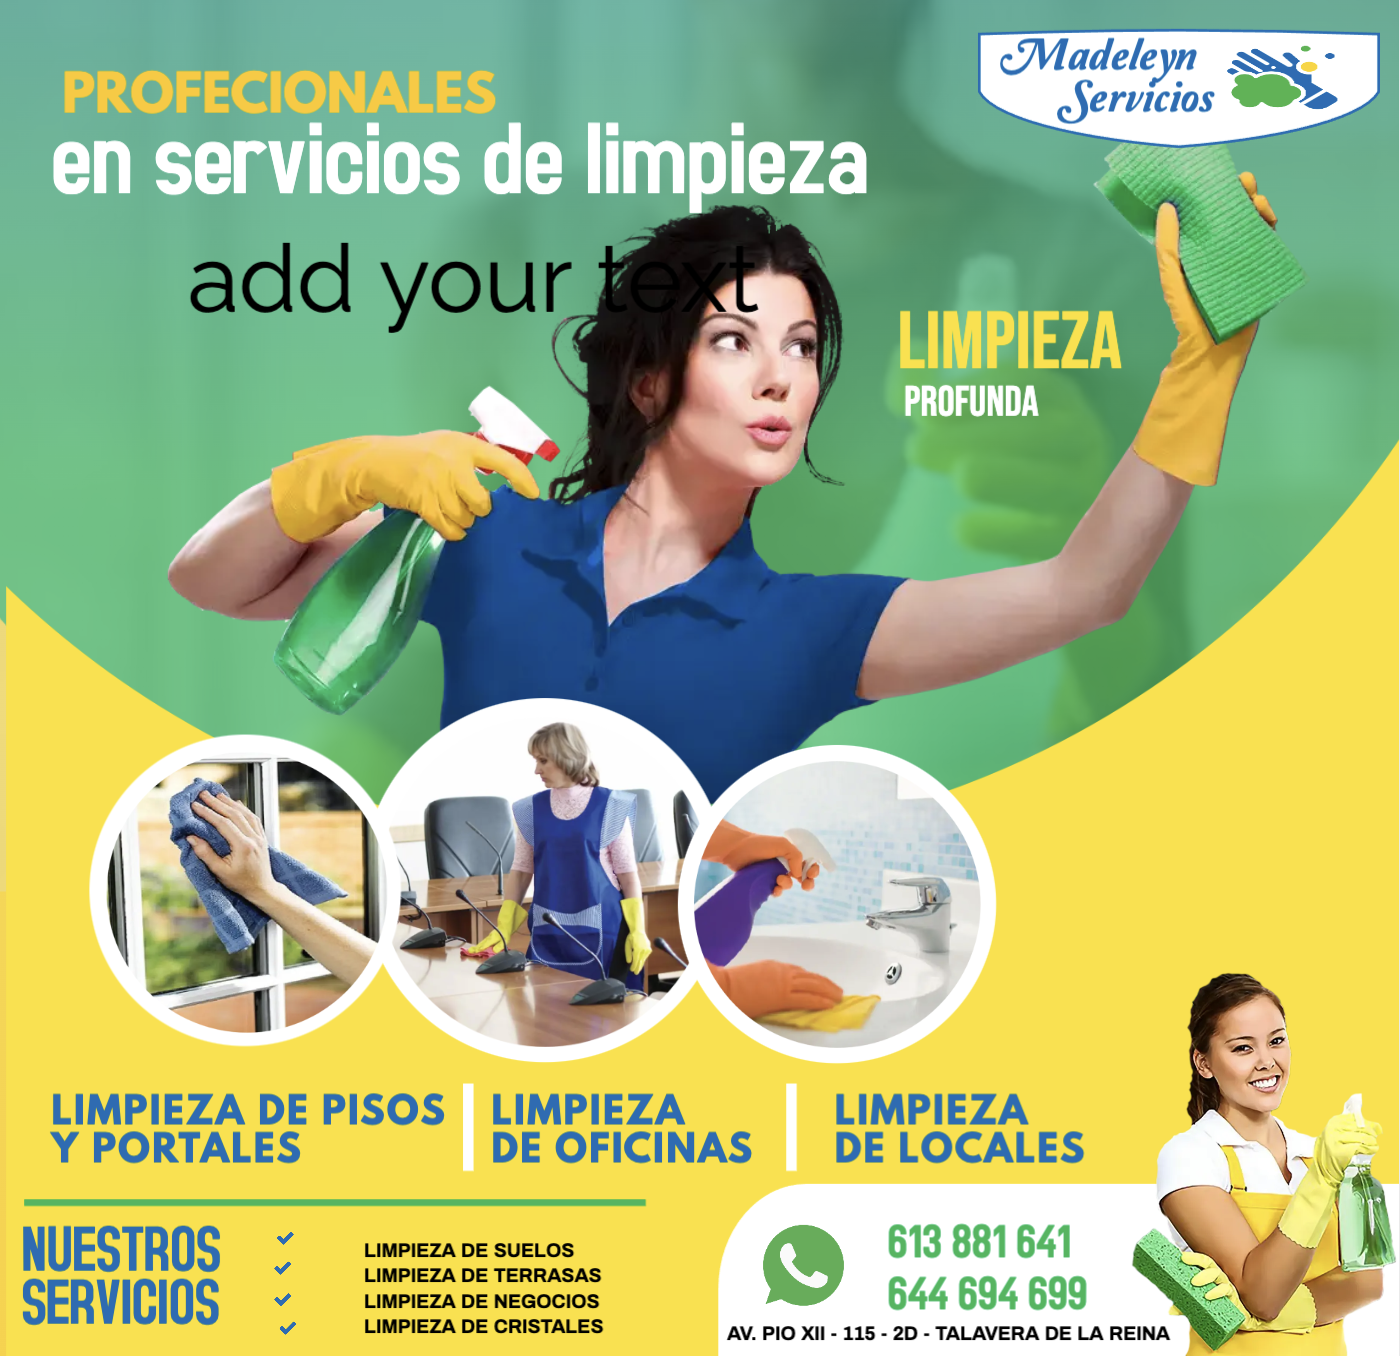 Madeleyn
Servicios
PROFECIONALES
en servicios de limpieza
add your text
LIMPIEZA
PROFUNDA
LIMPIEZA DE PISOS
Y PORTALES
LIMPIEZA
DE OFICINAS
LIMPIEZA
DE LOCALES
NUESTROS
SERVICIOS
LIMPIEZA DE SUELOS
LIMPIEZA DE TERRASAS
LIMPIEZA DE NEGOCIOS
LIMPIEZA DE CRISTALES
613 881 641
644 694 699
AV. PIO XII - 115 - 2D - TALAVERA DE LA REINA